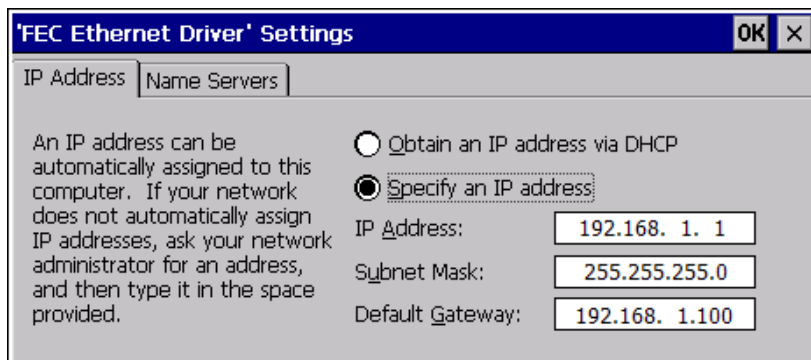 'FEC Ethernet Driver' Settings
OK ×
IP Address Name Servers
An IP address can be
automatically assigned to this
computer. If your network
does not automatically assign
IP addresses, ask your network
administrator for an address,
and then type it in the space
provided.
Obtain an IP address via DHCP
Specify an IP address
IP Address: 192.168. 1. 1
Subnet Mask: 255.255.255.0
Default Gateway: 192.168. 1.100